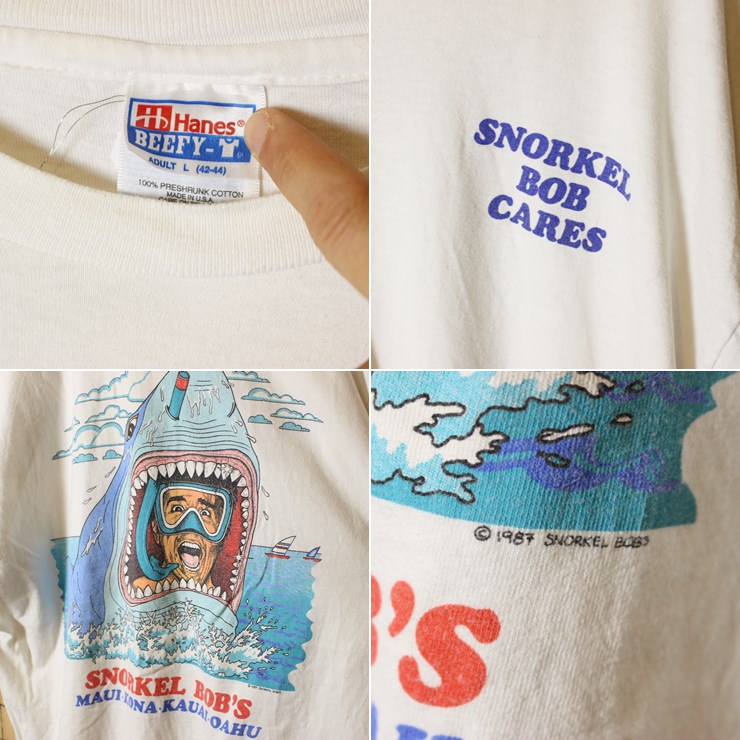 Hanes®
BEEFY-T
ADULT L (42-44)
100% PRESHRUNK COTTON
MADE IN U.S.A.
SNORKEL
BOB
CARES
SNORKEL BOB'S
MAUI·KONA·KAUAI·OAHU
© 1987 SNORKEL BOB'S
'S